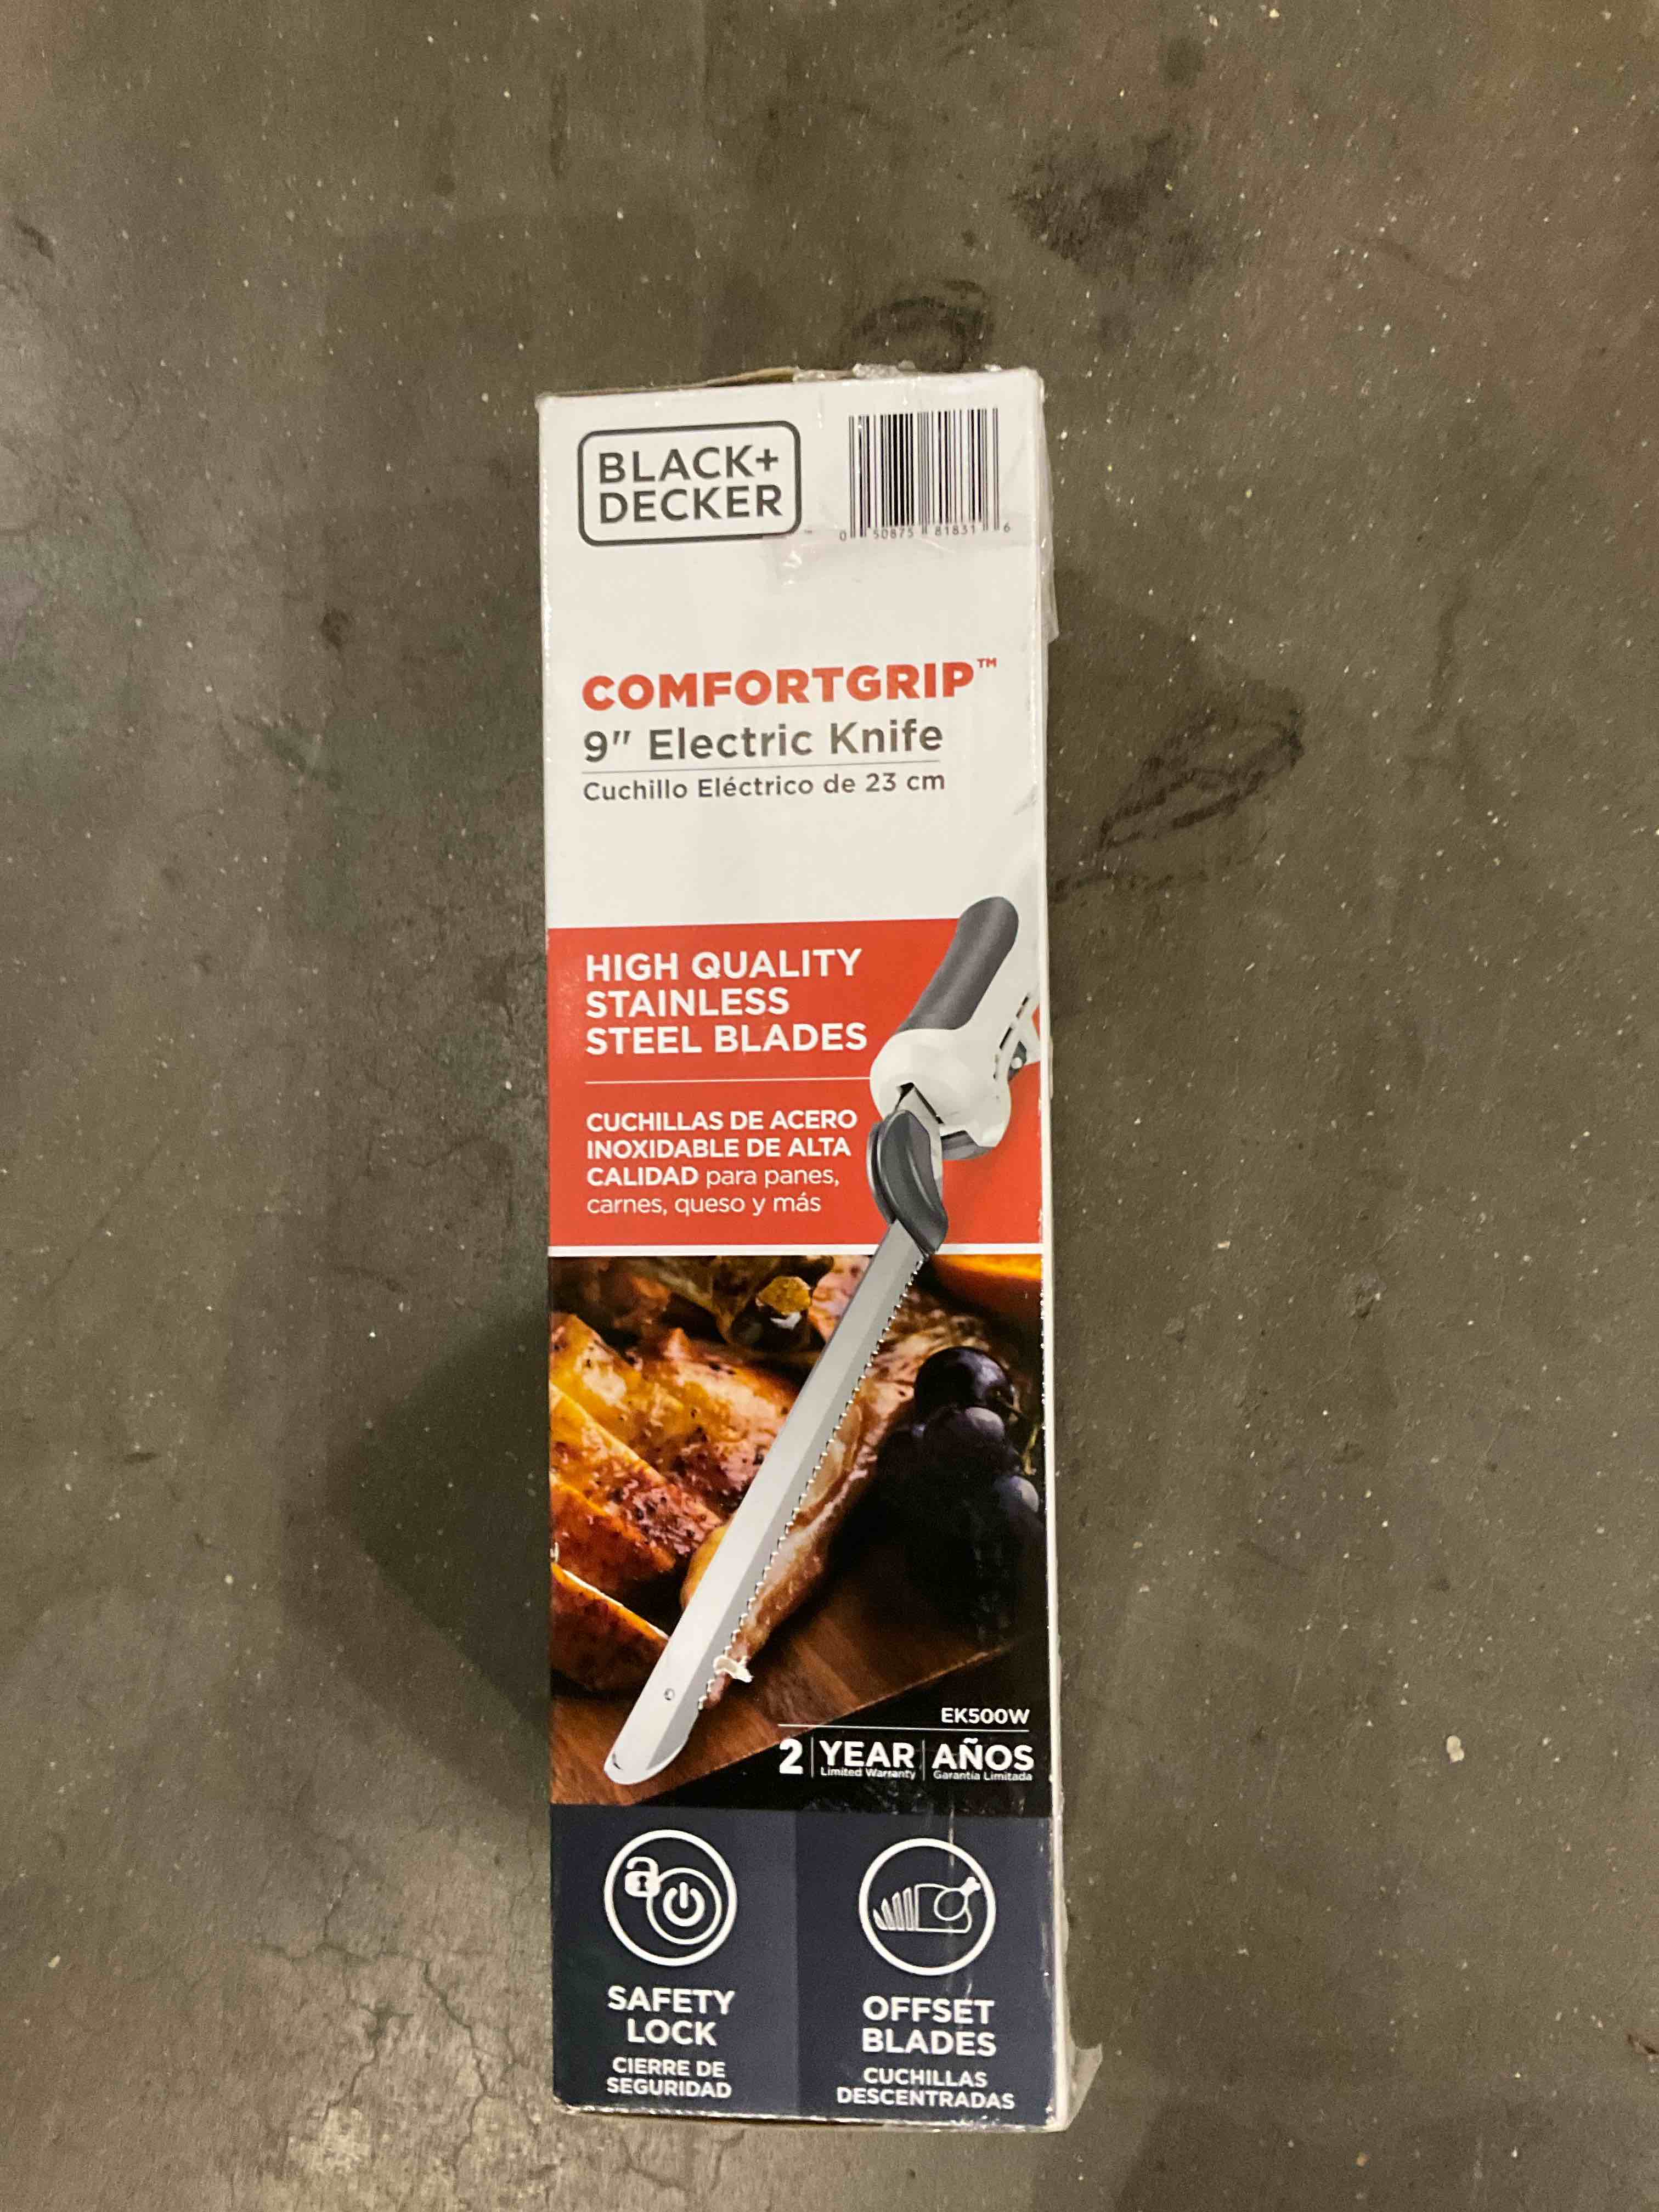 BLACK+
DECKER
0 50875 81831 6
COMFORTGRIP™
9" Electric Knife
Cuchillo Eléctrico de 23 cm
HIGH QUALITY
STAINLESS
STEEL BLADES
CUCHILLAS DE ACERO
INOXIDABLE DE ALTA
CALIDAD para panes,
carnes, queso y más
EK500W
2 YEAR AÑOS
Limited Warranty Garantía Limitada
SAFETY
LOCK
CIERRE DE
SEGURIDAD
OFFSET
BLADES
CUCHILLAS
DESCENTRADAS